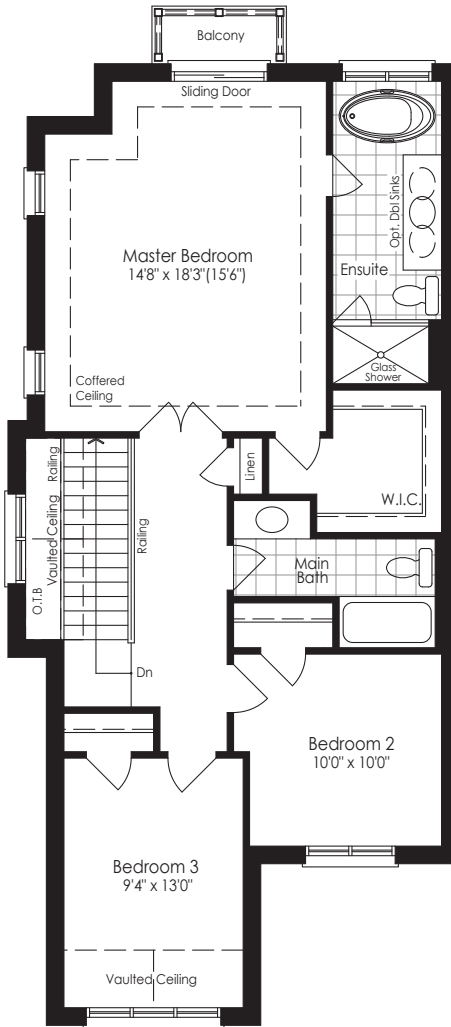 Balcony
Sliding Door
Opt. Dbl Sinks
Master Bedroom
14'8" x 18'3"(15'6")
Ensuite
Coffered
Ceiling
Glass
Shower
Linen
W.I.C.
Railing
Vaulted Ceiling
O.T.B
Railing
Main
Bath
Dn
Bedroom 2
10'0" x 10'0"
Bedroom 3
9'4" x 13'0"
Vaulted Ceiling